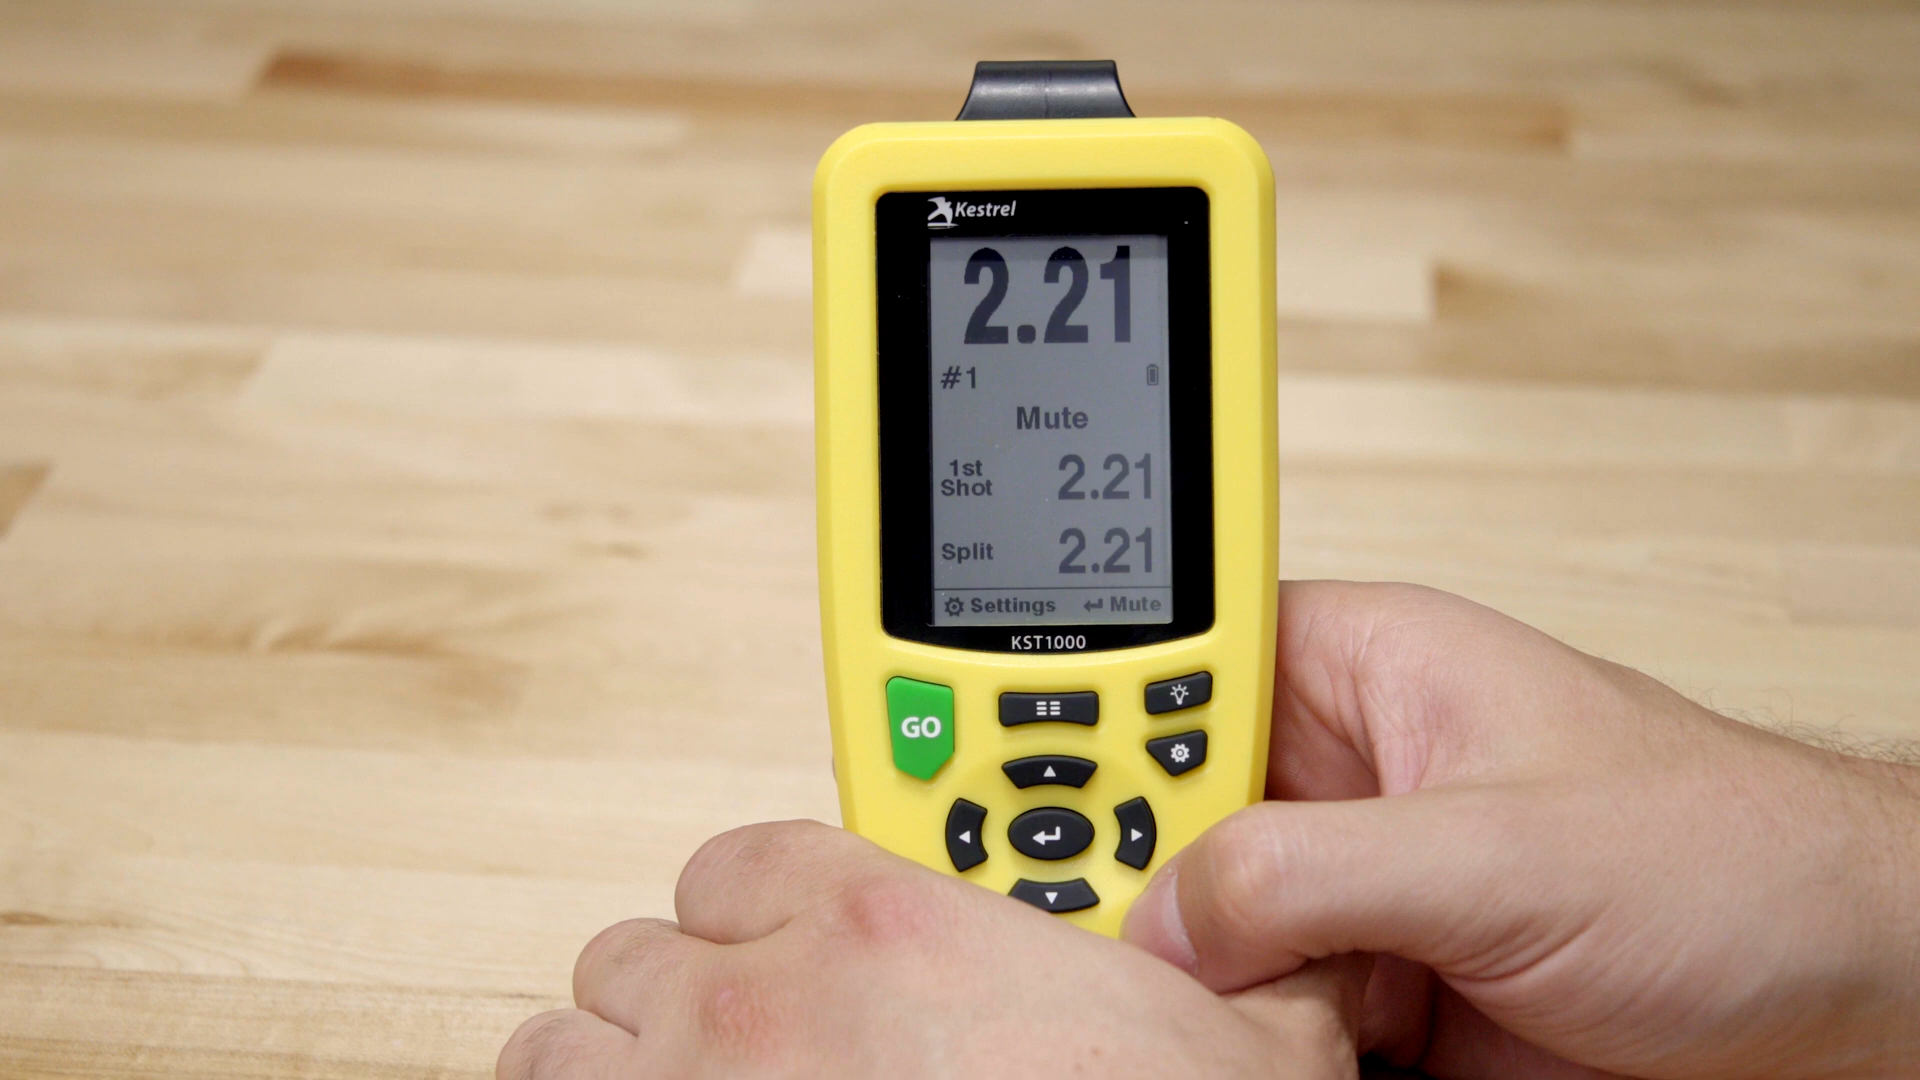 Kestrel
2.21
#1
Mute
1st
Shot 2.21
Split 2.21
Settings Mute
KST1000
GO